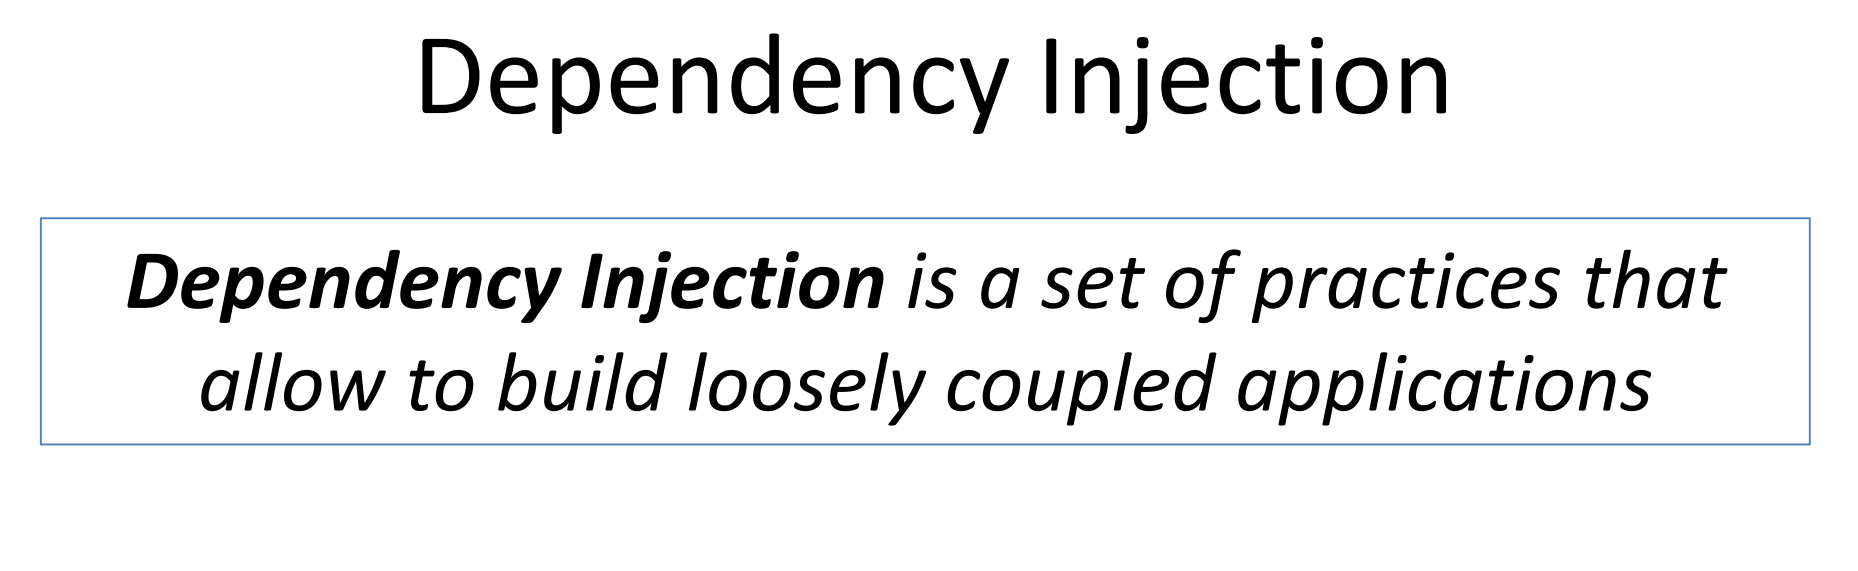 Dependency Injection
Dependency Injection is a set of practices that
allow to build loosely coupled applications